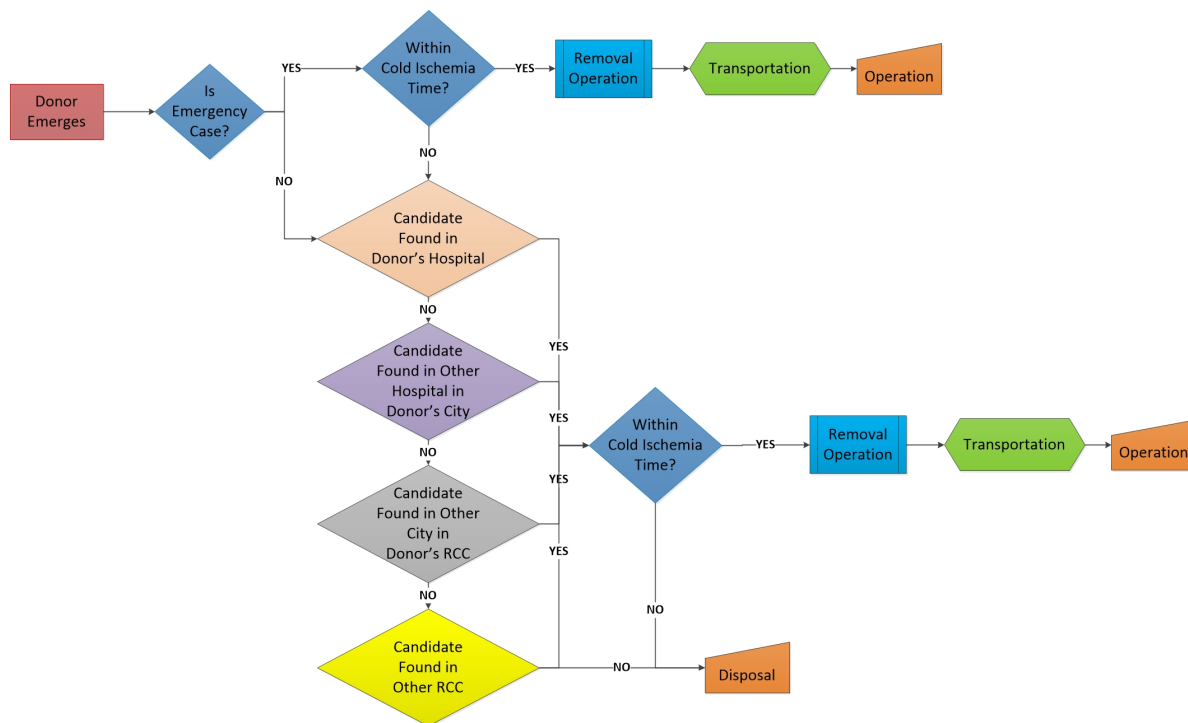 Donor
Emerges
Is
Emergency
Case?
YES
NO
Within
Cold Ischemia
Time?
YES
NO
Removal
Operation
Transportation
Operation
Candidate
Found in
Donor's Hospital
NO
YES
Candidate
Found in Other
Hospital in
Donor's City
NO
YES
Candidate
Found in Other
City in
Donor's RCC
NO
YES
Candidate
Found in
Other RCC
YES
NO
Within
Cold Ischemia
Time?
YES
NO
Removal
Operation
Transportation
Operation
Disposal